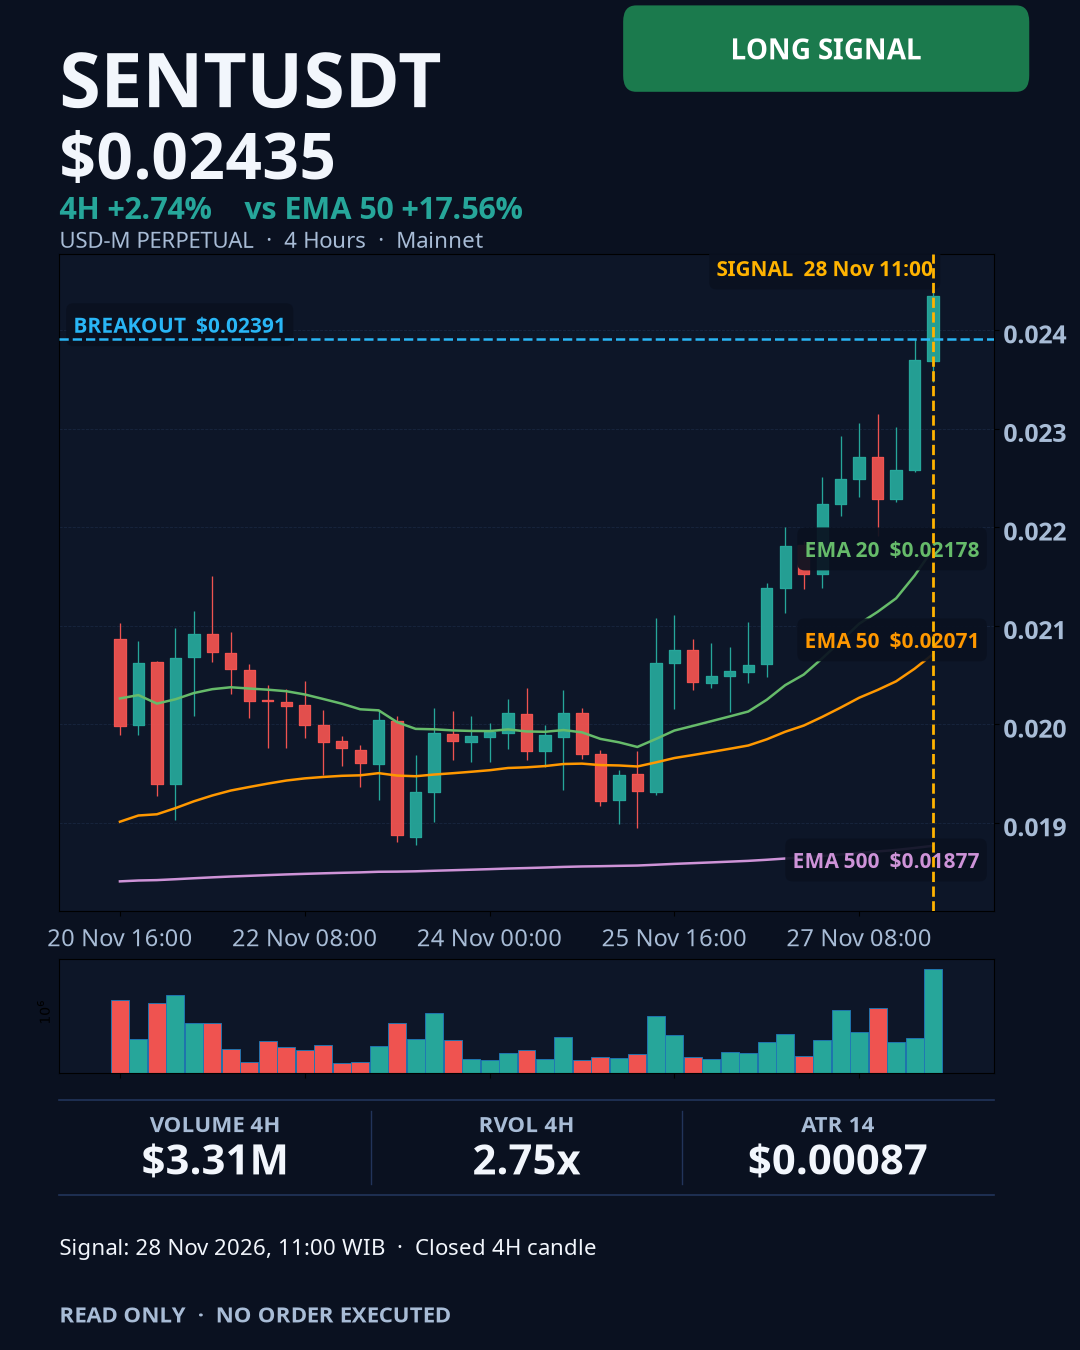 LONG SIGNAL
SENTUSDT
$0.02435
4H +2.74% vs EMA 50 +17.56%
USD-M PERPETUAL · 4 Hours · Mainnet
SIGNAL 28 Nov 11:00
BREAKOUT $0.02391
0.024
0.023
0.022
EMA 20 $0.02178
0.021
EMA 50 $0.02071
0.020
0.019
EMA 500 $0.01877
20 Nov 16:00 22 Nov 08:00 24 Nov 00:00 25 Nov 16:00 27 Nov 08:00
10⁶
VOLUME 4H RVOL 4H ATR 14
$3.31M 2.75x $0.00087
Signal: 28 Nov 2026, 11:00 WIB · Closed 4H candle
READ ONLY · NO ORDER EXECUTED